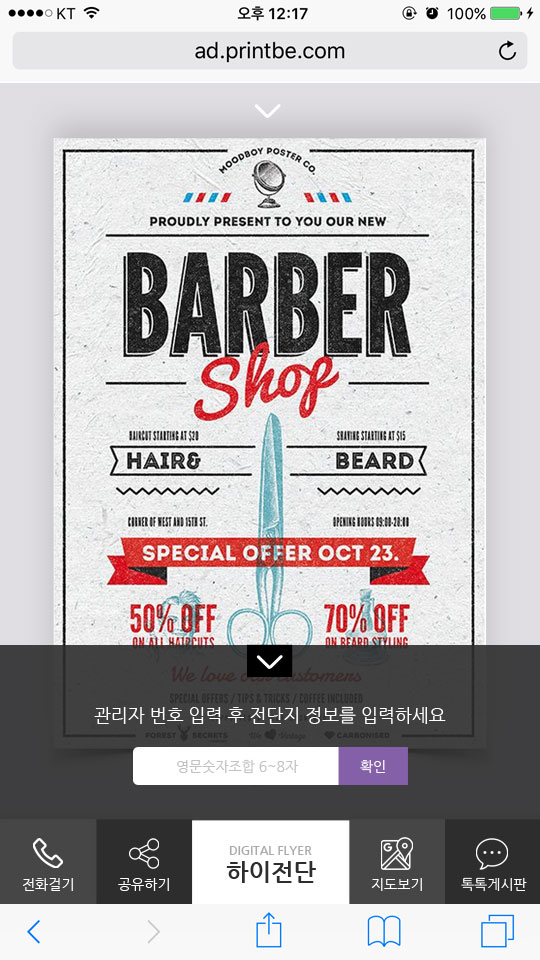 KT 오후 12:17 100%
ad.printbe.com
MOODBOY POSTER CO.
PROUDLY PRESENT TO YOU OUR NEW
BARBER
Shop
HAIRCUT STARTING AT $20 SHAVING STARTING AT $15
HAIR& BEARD
CORNER OF WEST AND 15TH ST. OPENING HOURS 09:00-20:00
SPECIAL OFFER OCT 23.
50% OFF 70% OFF
ON ALL HAIRCUTS ON BEARD STYLING
We love our customers
SPECIAL OFFERS / TIPS & TRICKS / COFFEE INCLUDED
관리자 번호 입력 후 전단지 정보를 입력하세요
FOREST SECRETS We Vintage CARBONISED
영문숫자조합 6~8자 확인
전화걸기 공유하기 DIGITAL FLYER 하이전단 지도보기 톡톡게시판